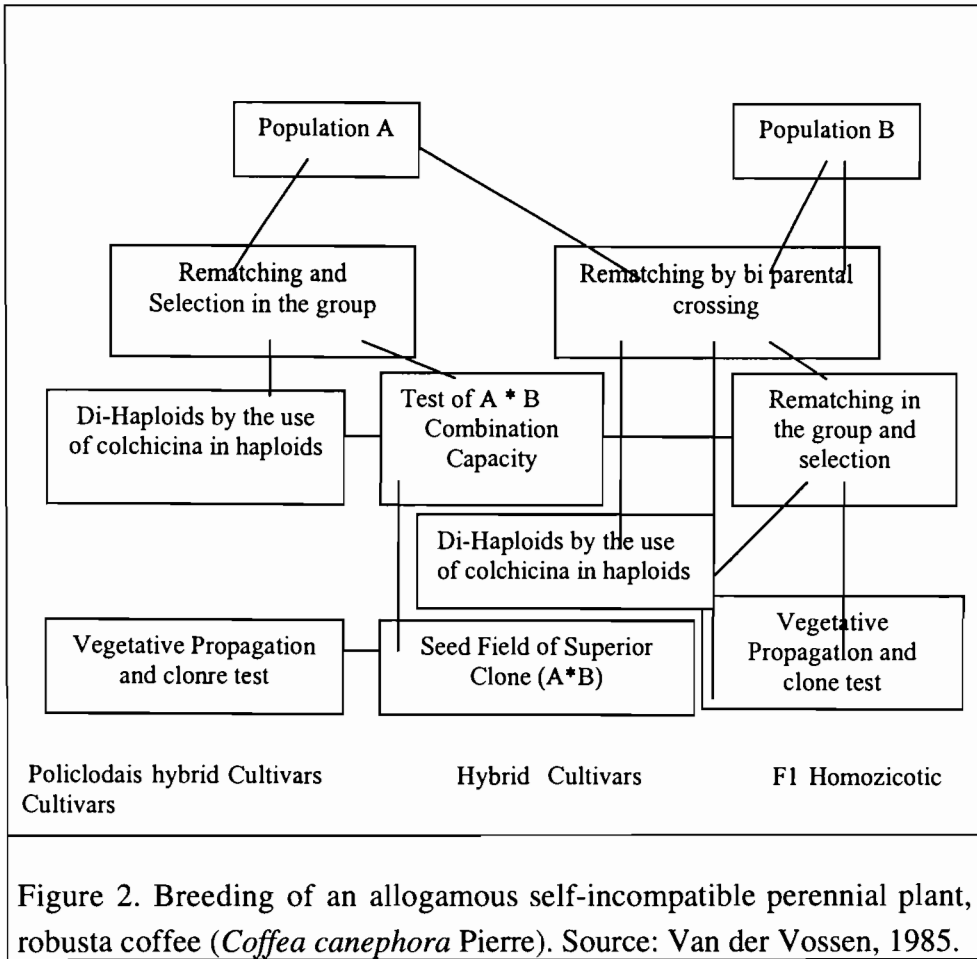 Population A
Population B
Rematching and
Selection in the group
Rematching by bi parental
crossing
Di-Haploids by the use
of colchicina in haploids
Test of A * B
Combination
Capacity
Rematching in
the group and
selection
Di-Haploids by the use
of colchicina in haploids
Vegetative Propagation
and clonre test
Seed Field of Superior
Clone (A*B)
Vegetative
Propagation and
clone test
Policlodais hybrid Cultivars
Cultivars
Hybrid Cultivars
F1 Homozicotic
Figure 2. Breeding of an allogamous self-incompatible perennial plant,
robusta coffee (Coffea canephora Pierre). Source: Van der Vossen, 1985.